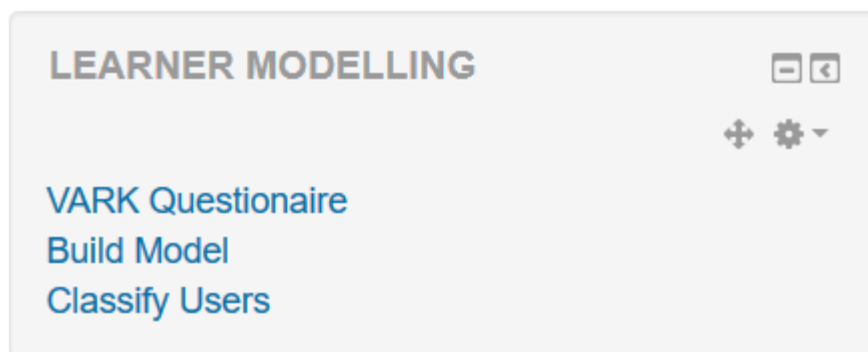 LEARNER MODELLING
VARK Questionaire
Build Model
Classify Users